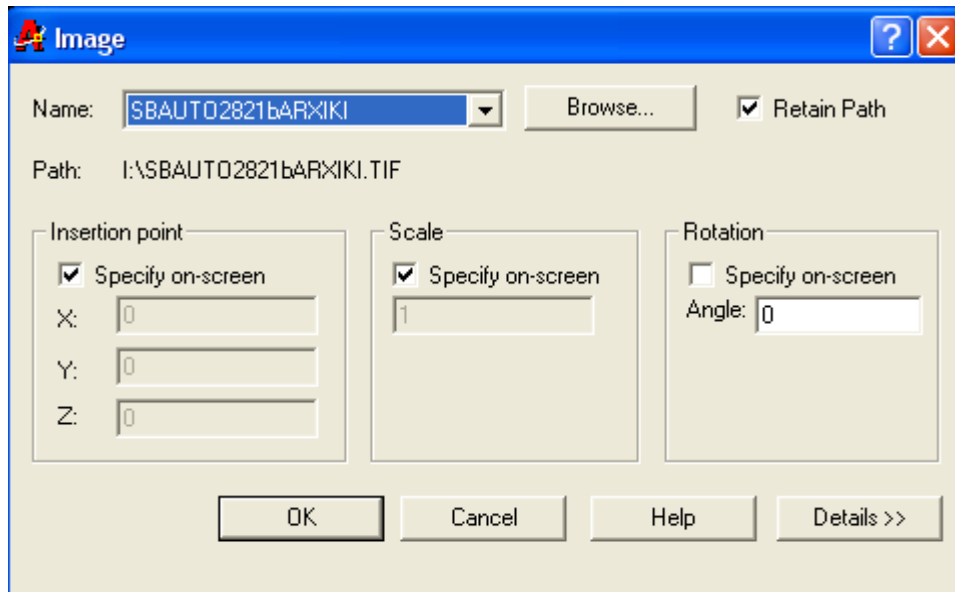 Image
Name: SBAUTO2821bARXIKI Browse... Retain Path
Path: I:\SBAUTO2821bARXIKI.TIF
Insertion point
Specify on-screen
X: 0
Y: 0
Z: 0
Scale
Specify on-screen
1
Rotation
Specify on-screen
Angle: 0
OK Cancel Help Details >>